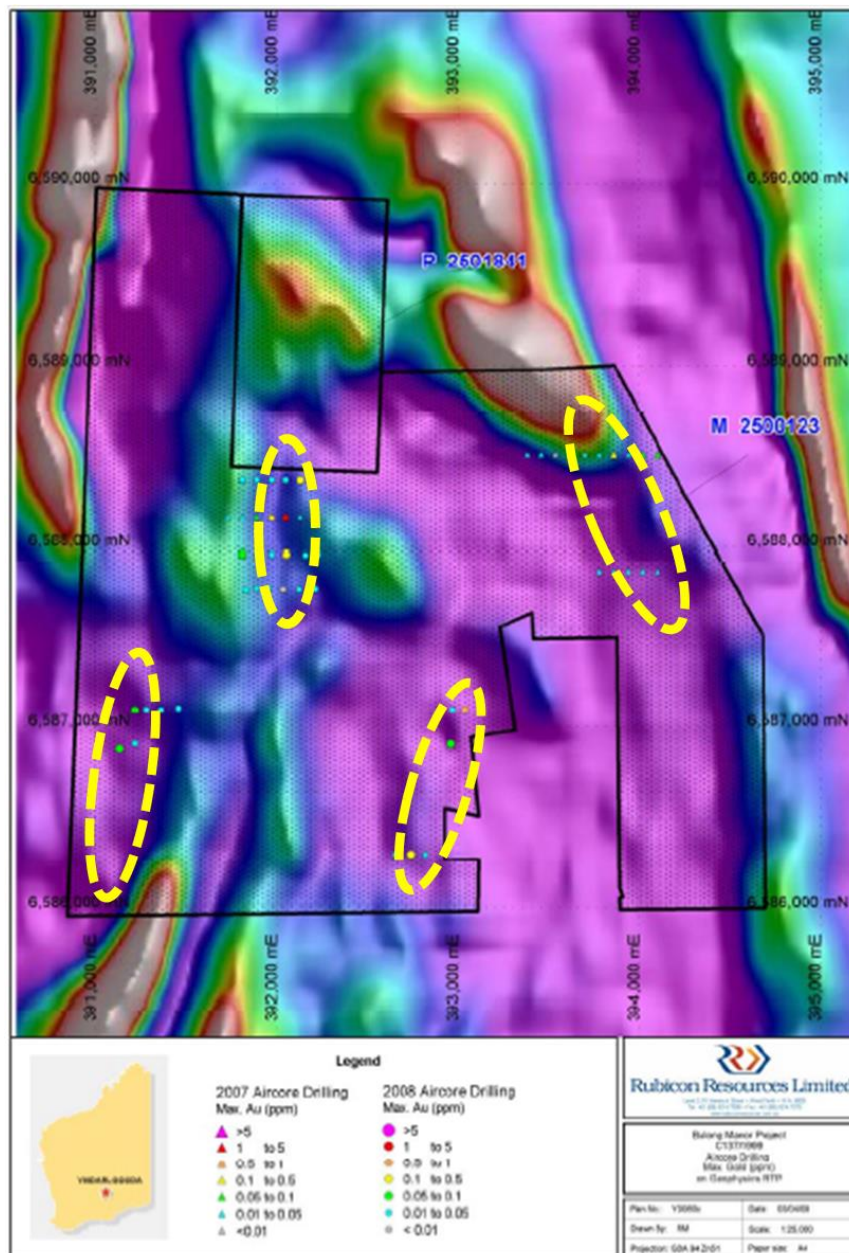 391,000 mE
392,000 mE
393,000 mE
394,000 mE
395,000 mE
6,590,000 mN
6,590,000 mN
P 2501841
6,589,000 mN
6,589,000 mN
M 2500123
6,588,000 mN
6,588,000 mN
6,587,000 mN
6,587,000 mN
6,586,000 mN
6,586,000 mN
391,000 mE
392,000 mE
393,000 mE
394,000 mE
395,000 mE
Legend
2007 Aircore Drilling
Max. Au (ppm)
>5
1 to 5
0.5 to 1
0.1 to 0.5
0.05 to 0.1
0.01 to 0.05
<0.01
2008 Aircore Drilling
Max. Au (ppm)
>5
1 to 5
0.5 to 1
0.1 to 0.5
0.05 to 0.1
0.01 to 0.05
<0.01
Rubicon Resources Limited
Bulong Manor Project
Aircore Drilling
Max. Gold (ppm)
on Geophysics RTP
Plan No:
Date:
Drawn By:
Scale: 1:25,000
Projection: GDA 94 Zn51
Paper size: A4